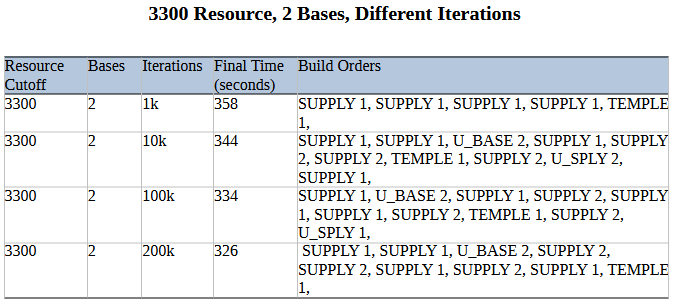 3300 Resource, 2 Bases, Different Iterations
Resource Cutoff Bases Iterations Final Time (seconds) Build Orders
3300 2 1k 358 SUPPLY 1, SUPPLY 1, SUPPLY 1, SUPPLY 1, TEMPLE
1,
3300 2 10k 344 SUPPLY 1, SUPPLY 1, U_BASE 2, SUPPLY 1, SUPPLY
2, SUPPLY 2, TEMPLE 1, SUPPLY 2, U_SPLY 2,
SUPPLY 1,
3300 2 100k 334 SUPPLY 1, U_BASE 2, SUPPLY 1, SUPPLY 2, SUPPLY
1, SUPPLY 1, SUPPLY 2, TEMPLE 1, SUPPLY 2,
U_SPLY 1,
3300 2 200k 326 SUPPLY 1, SUPPLY 1, U_BASE 2, SUPPLY 2,
SUPPLY 2, SUPPLY 1, SUPPLY 2, SUPPLY 1, TEMPLE
1,